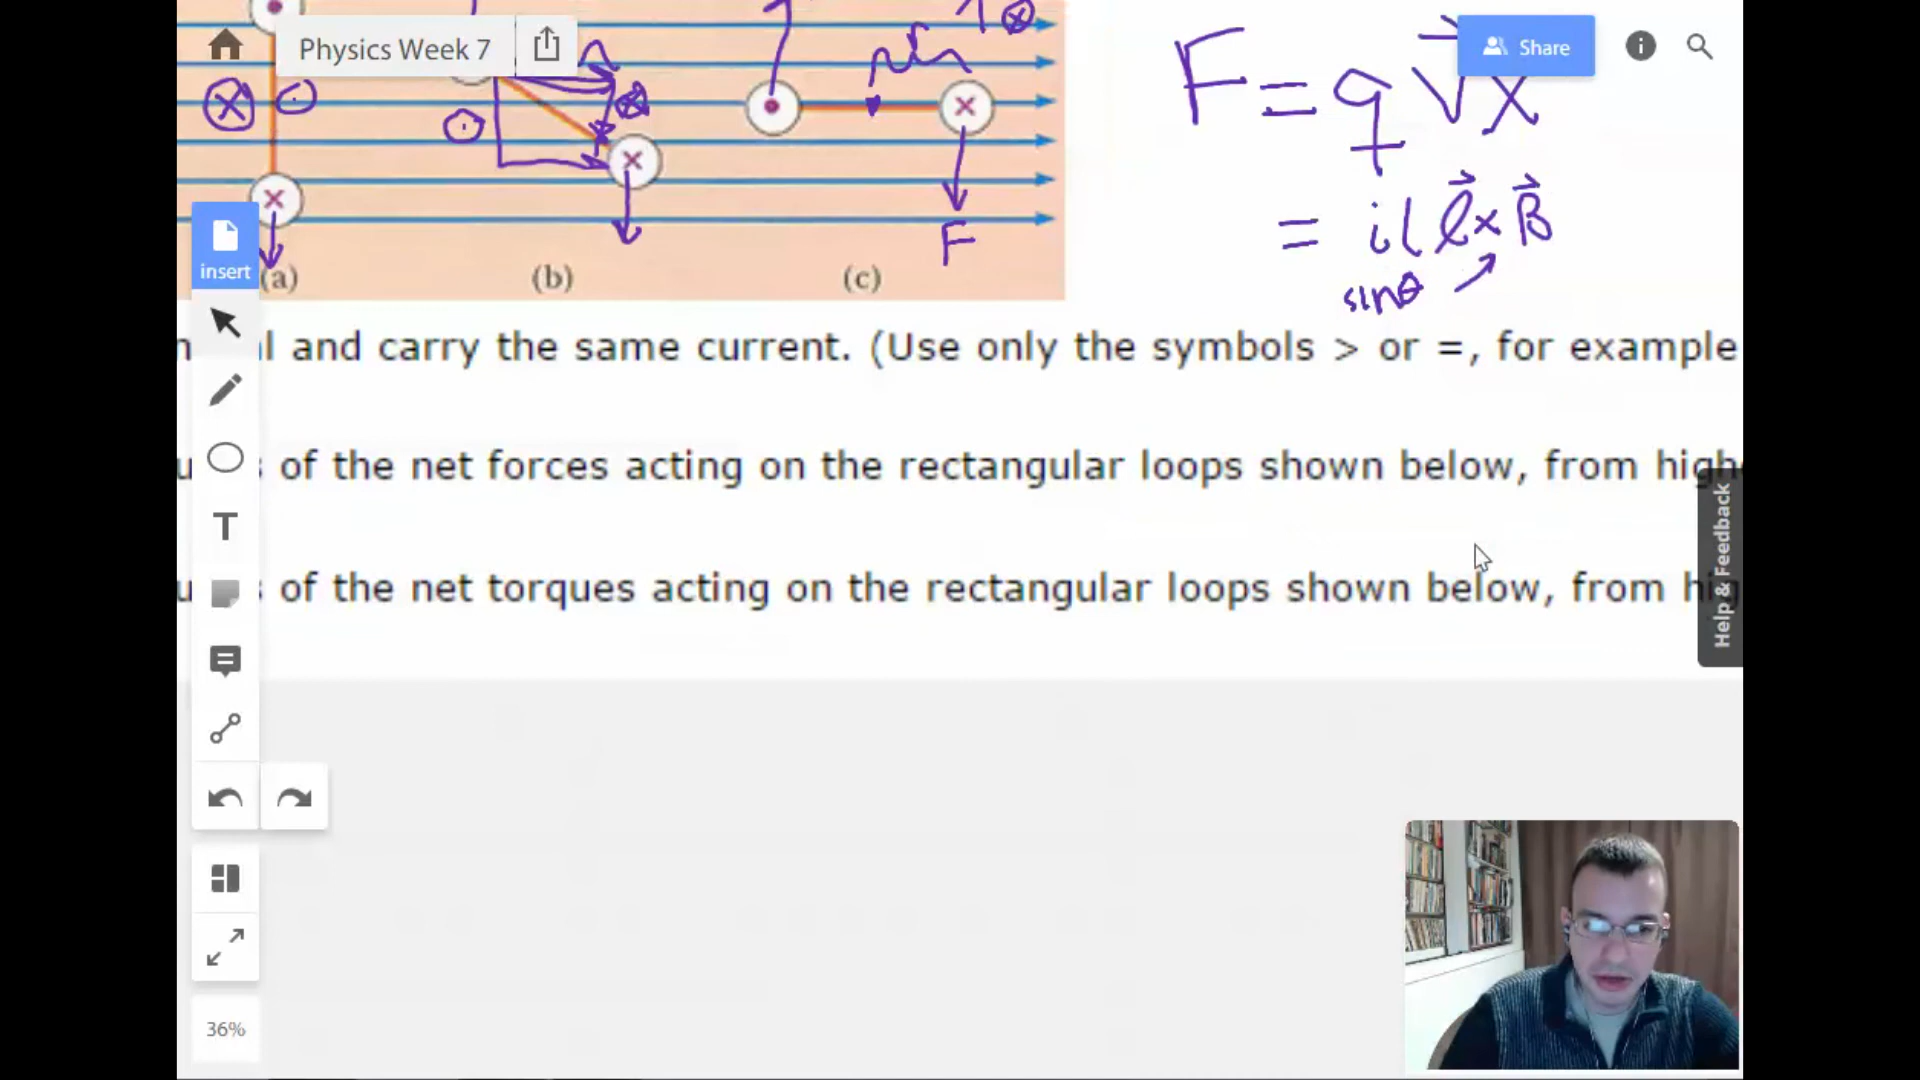 Physics Week 7
Share
F = q V x
= i l l x B
sinθ
F
insert
(a) (b) (c)
l and carry the same current. (Use only the symbols > or =, for example
of the net forces acting on the rectangular loops shown below, from high
of the net torques acting on the rectangular loops shown below, from hig
T
Help & Feedback
36%